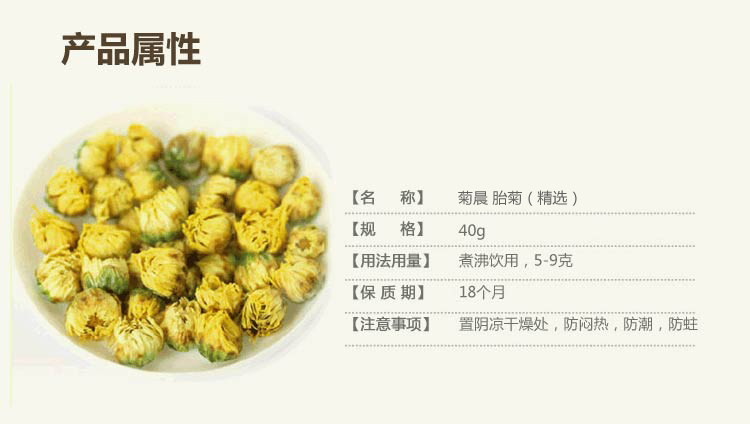 产品属性
【名 称】 菊晨 胎菊（精选）
【规 格】 40g
【用法用量】 煮沸饮用，5-9克
【保 质 期】 18个月
【注意事项】 置阴凉干燥处，防闷热，防潮，防蛀